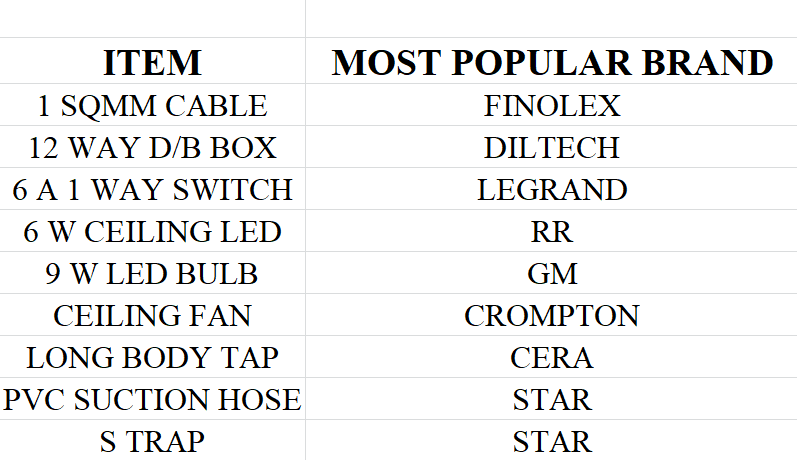 ITEM MOST POPULAR BRAND
1 SQMM CABLE FINOLEX
12 WAY D/B BOX DILTECH
6 A 1 WAY SWITCH LEGRAND
6 W CEILING LED RR
9 W LED BULB GM
CEILING FAN CROMPTON
LONG BODY TAP CERA
PVC SUCTION HOSE STAR
S TRAP STAR